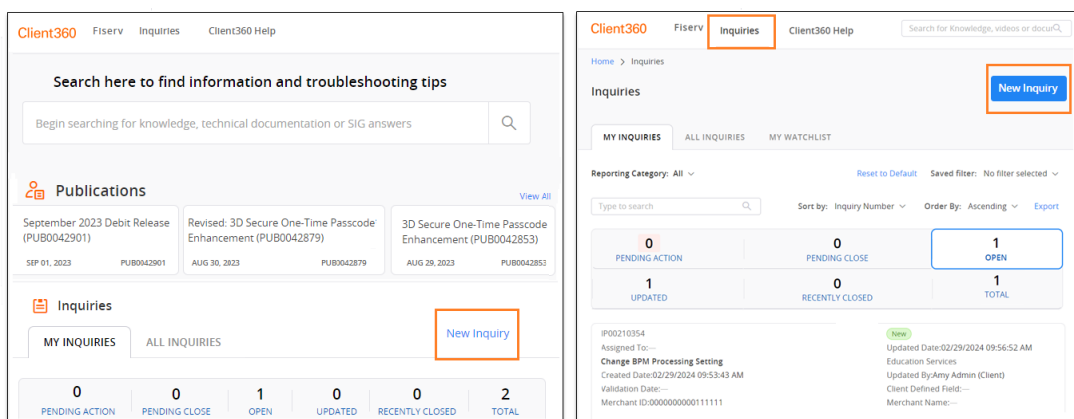 Client360 Fiserv Inquiries Client360 Help
Search here to find information and troubleshooting tips
Begin searching for knowledge, technical documentation or SIG answers
Publications
View All
September 2023 Debit Release
(PUB0042901)
SEP 01, 2023 PUB0042901
Revised: 3D Secure One-Time Passcode
Enhancement (PUB0042879)
AUG 30, 2023 PUB0042879
3D Secure One-Time Passcode
Enhancement (PUB0042853)
AUG 29, 2023 PUB0042853
Inquiries
MY INQUIRIES ALL INQUIRIES
New Inquiry
0 0 1 0 0 2
PENDING ACTION PENDING CLOSE OPEN UPDATED RECENTLY CLOSED TOTAL
Client360 Fiserv Inquiries Client360 Help
Search for Knowledge, videos or docu
Home > Inquiries
Inquiries
New Inquiry
MY INQUIRIES ALL INQUIRIES MY WATCHLIST
Reporting Category: All Reset to Default Saved filter: No filter selected
Type to search Sort by: Inquiry Number Order By: Ascending Export
0 0 1
PENDING ACTION PENDING CLOSE OPEN
1 0 1
UPDATED RECENTLY CLOSED TOTAL
IP00210354
Assigned To:--
Change BPM Processing Setting
Created Date:02/29/2024 09:53:43 AM
Validation Date:--
Merchant ID:0000000000111111
New
Updated Date:02/29/2024 09:56:52 AM
Education Services
Updated By:Amy Admin (Client)
Client Defined Field:--
Merchant Name:--